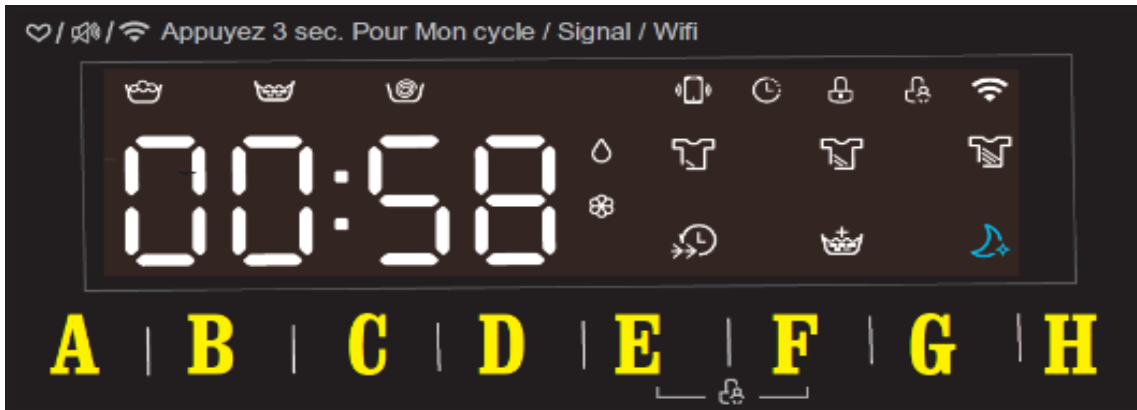 / / Appuyez 3 sec. Pour Mon cycle / Signal / Wifi
00:58
A | B | C | D | E | F | G | H